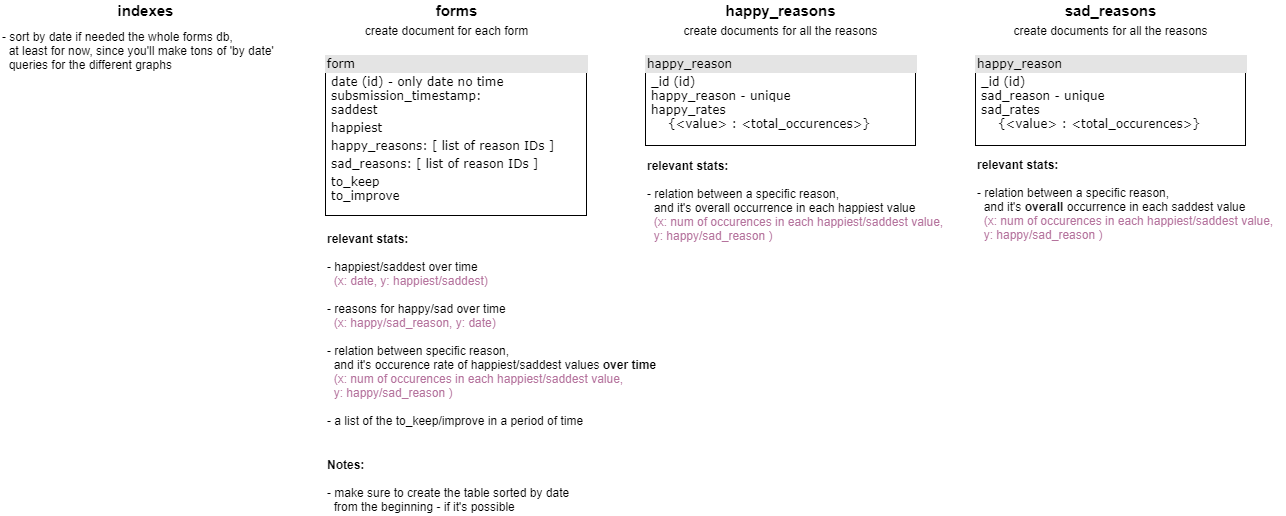 indexes
- sort by date if needed the whole forms db,
at least for now, since you'll make tons of 'by date'
queries for the different graphs
forms
create document for each form
form
date (id) - only date no time
subsmission_timestamp:
saddest
happiest
happy_reasons: [ list of reason IDs ]
sad_reasons: [ list of reason IDs ]
to_keep
to_improve
relevant stats:
- happiest/saddest over time
(x: date, y: happiest/saddest)
- reasons for happy/sad over time
(x: happy/sad_reason, y: date)
- relation between specific reason,
and it's occurence rate of happiest/saddest values over time
(x: num of occurences in each happiest/saddest value,
y: happy/sad_reason )
- a list of the to_keep/improve in a period of time
Notes:
- make sure to create the table sorted by date
from the beginning - if it's possible
happy_reasons
create documents for all the reasons
happy_reason
_id (id)
happy_reason - unique
happy_rates
{<value> : <total_occurences>}
relevant stats:
- relation between a specific reason,
and it's overall occurrence in each happiest value
(x: num of occurences in each happiest/saddest value,
y: happy/sad_reason )
sad_reasons
create documents for all the reasons
happy_reason
_id (id)
sad_reason - unique
sad_rates
{<value> : <total_occurences>}
relevant stats:
- relation between a specific reason,
and it's overall occurrence in each saddest value
(x: num of occurences in each happiest/saddest value,
y: happy/sad_reason )